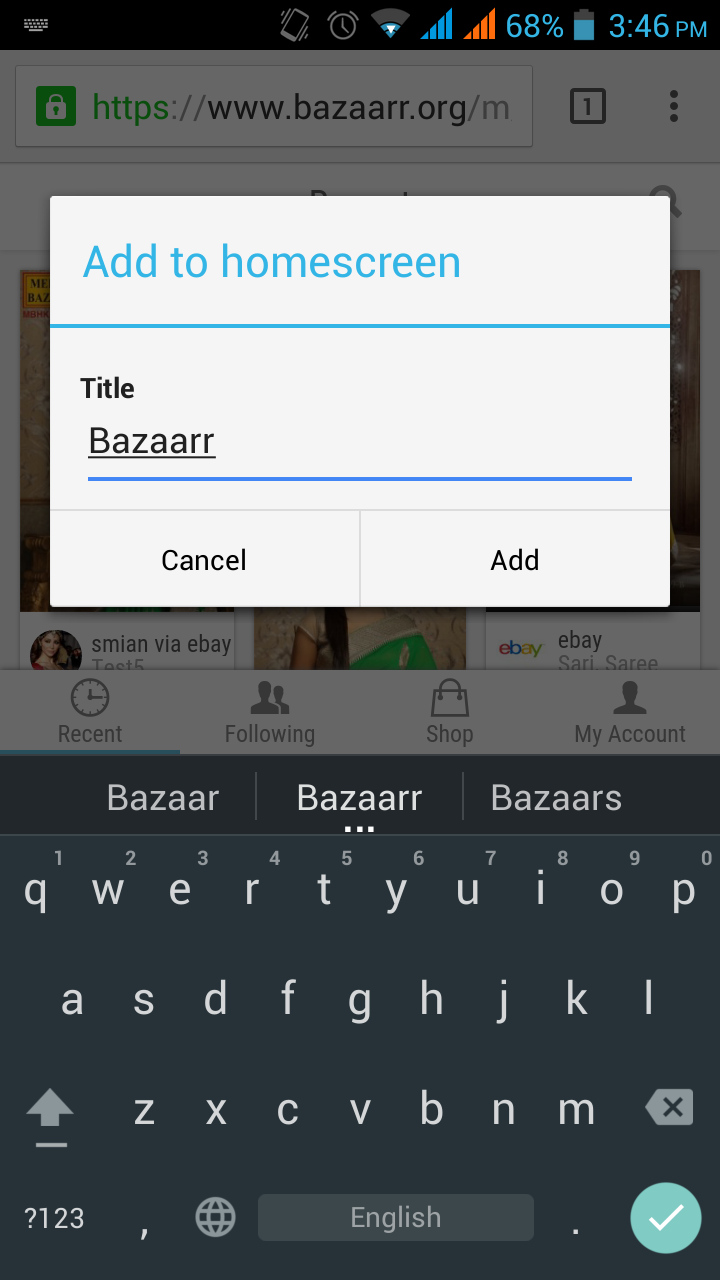 68% 3:46 PM
https://www.bazaarr.org/m
1
Add to homescreen
Title
Bazaarr
Cancel Add
smian via ebay
Test5
ebay ebay
Sari, Saree
Recent Following Shop My Account
Bazaar Bazaarr Bazaars
1 2 3 4 5 6 7 8 9 0
q w e r t y u i o p
a s d f g h j k l
z x c v b n m
?123 , English .